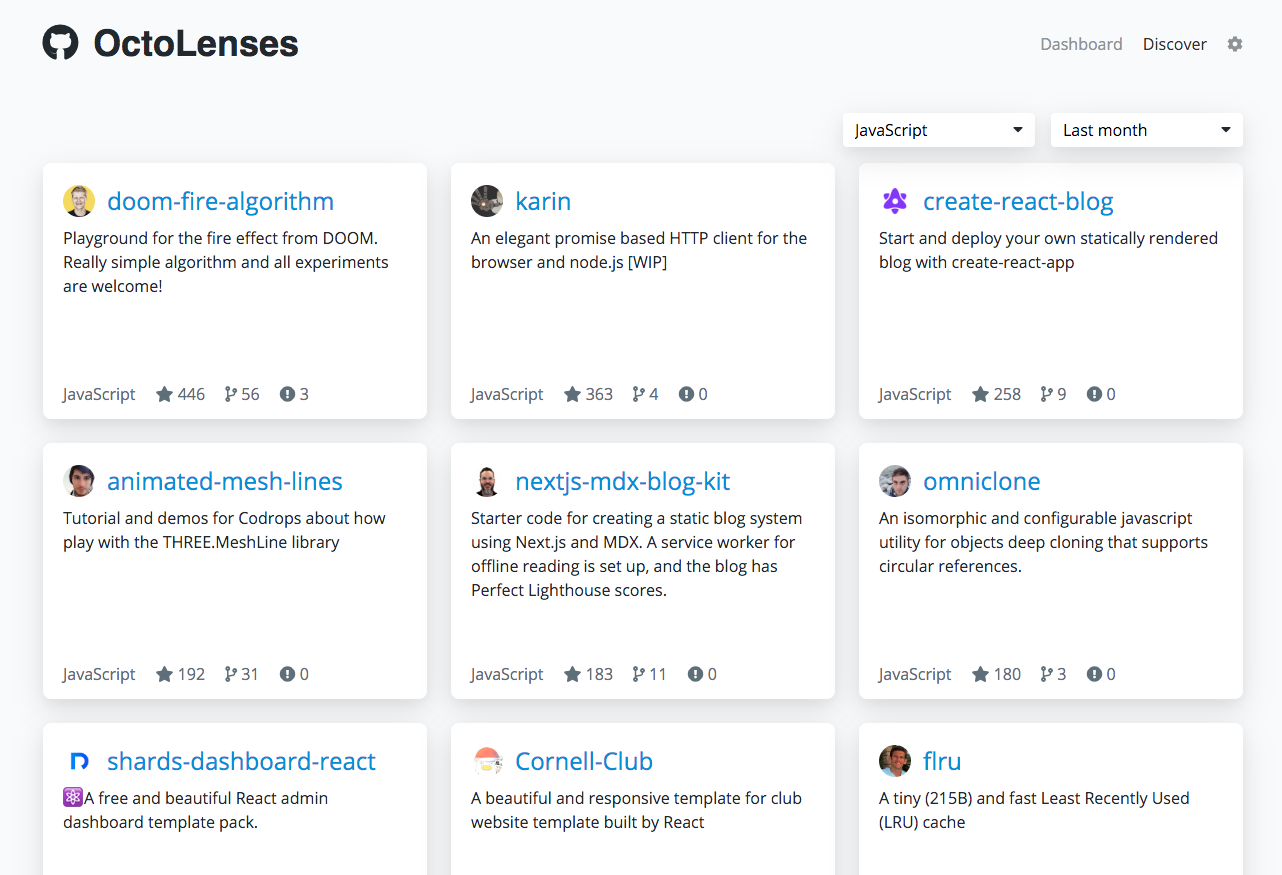 OctoLenses
Dashboard Discover
JavaScript
Last month
doom-fire-algorithm
Playground for the fire effect from DOOM.
Really simple algorithm and all experiments
are welcome!
JavaScript 446 56 3
karin
An elegant promise based HTTP client for the
browser and node.js [WIP]
JavaScript 363 4 0
create-react-blog
Start and deploy your own statically rendered
blog with create-react-app
JavaScript 258 9 0
animated-mesh-lines
Tutorial and demos for Codrops about how
play with the THREE.MeshLine library
JavaScript 192 31 0
nextjs-mdx-blog-kit
Starter code for creating a static blog system
using Next.js and MDX. A service worker for
offline reading is set up, and the blog has
Perfect Lighthouse scores.
JavaScript 183 11 0
omniclone
An isomorphic and configurable javascript
utility for objects deep cloning that supports
circular references.
JavaScript 180 3 0
shards-dashboard-react
⚛️A free and beautiful React admin
dashboard template pack.
Cornell-Club
A beautiful and responsive template for club
website template built by React
flru
A tiny (215B) and fast Least Recently Used
(LRU) cache